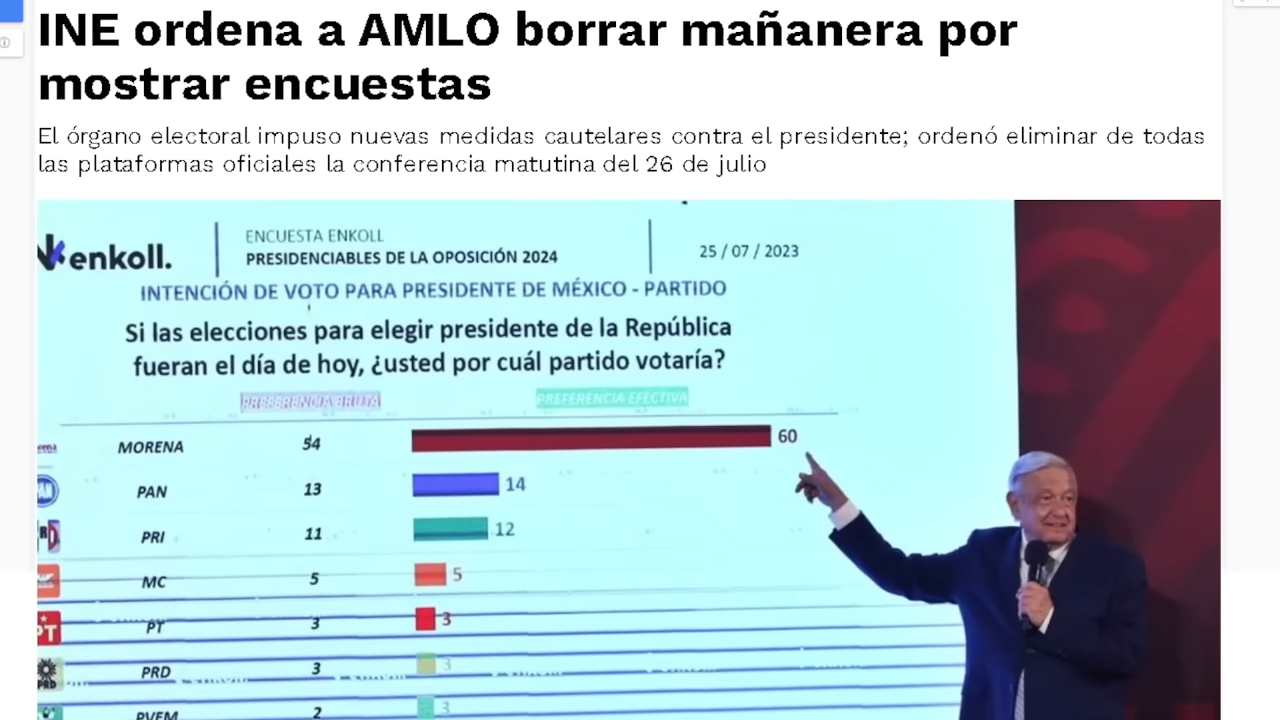 INE ordena a AMLO borrar mañanera por
mostrar encuestas
El órgano electoral impuso nuevas medidas cautelares contra el presidente; ordenó eliminar de todas
las plataformas oficiales la conferencia matutina del 26 de julio
enkoll.
ENCUESTA ENKOLL
PRESIDENCIABLES DE LA OPOSICIÓN 2024
25 / 07 / 2023
INTENCIÓN DE VOTO PARA PRESIDENTE DE MÉXICO - PARTIDO
Si las elecciones para elegir presidente de la República
fueran el día de hoy, ¿usted por cuál partido votaría?
PREFERENCIA BRUTA PREFERENCIA EFECTIVA
MORENA 54 60
PAN PAN 13 14
PRI 11 12
MC 5 5
PT PT 3 3
PRD PRD 3 3
PVEM 2 3